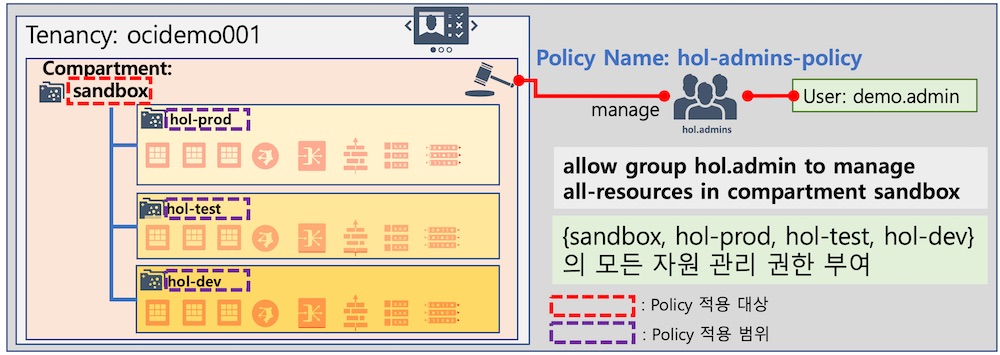 Tenancy: ocidemo001
Compartment:
sandbox
hol-prod
hol-test
hol-dev
Policy Name: hol-admins-policy
manage
hol.admins
User: demo.admin
allow group hol.admin to manage
all-resources in compartment sandbox
{sandbox, hol-prod, hol-test, hol-dev}
의 모든 자원 관리 권한 부여
: Policy 적용 대상
: Policy 적용 범위